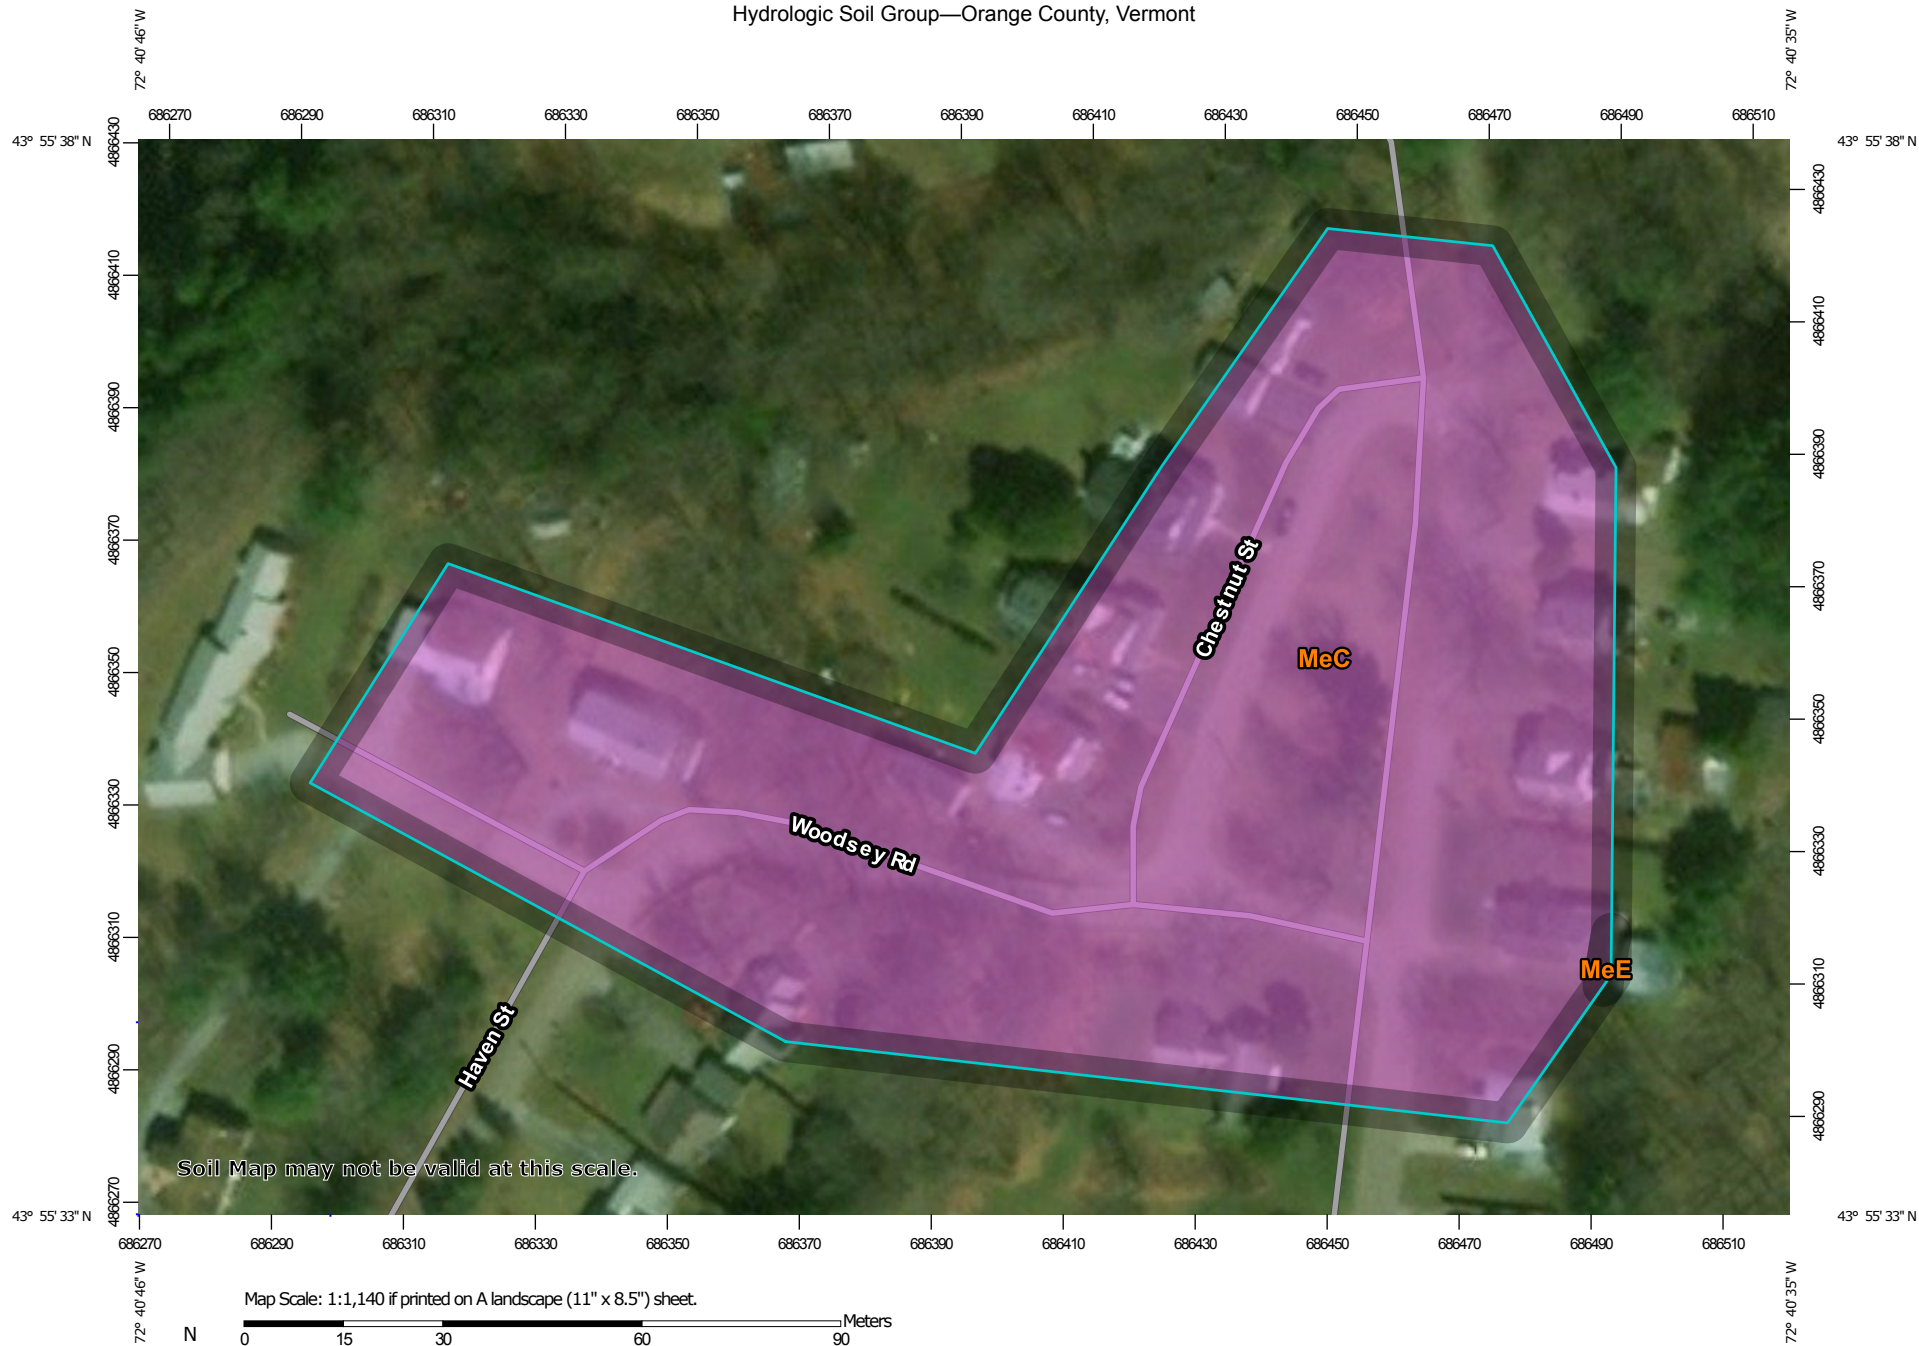 Hydrologic Soil Group—Orange County, Vermont
72° 40' 46'' W
72° 40' 35'' W
686270 686290 686310 686330 686350 686370 686390 686410 686430 686450 686470 686490 686510
43° 55' 38'' N
43° 55' 38'' N
4866430
4866410
4866390
4866370
4866350
4866330
4866310
4866290
4866270
4866430
4866410
4866390
4866370
4866350
4866330
4866310
4866290
Chestnut St
MeC
Woodsey Rd
MeE
Haven St
Soil Map may not be valid at this scale.
43° 55' 33'' N
43° 55' 33'' N
686270 686290 686310 686330 686350 686370 686390 686410 686430 686450 686470 686490 686510
72° 40' 46'' W
72° 40' 35'' W
Map Scale: 1:1,140 if printed on A landscape (11" x 8.5") sheet.
Meters
N
0 15 30 60 90